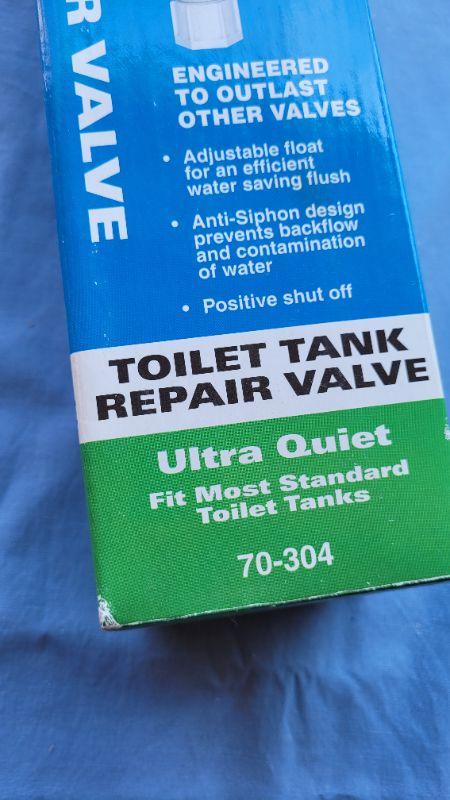 R VALVE
ENGINEERED
TO OUTLAST
OTHER VALVES
• Adjustable float
for an efficient
water saving flush
• Anti-Siphon design
prevents backflow
and contamination
of water
• Positive shut off
TOILET TANK
REPAIR VALVE
Ultra Quiet
Fit Most Standard
Toilet Tanks
70-304